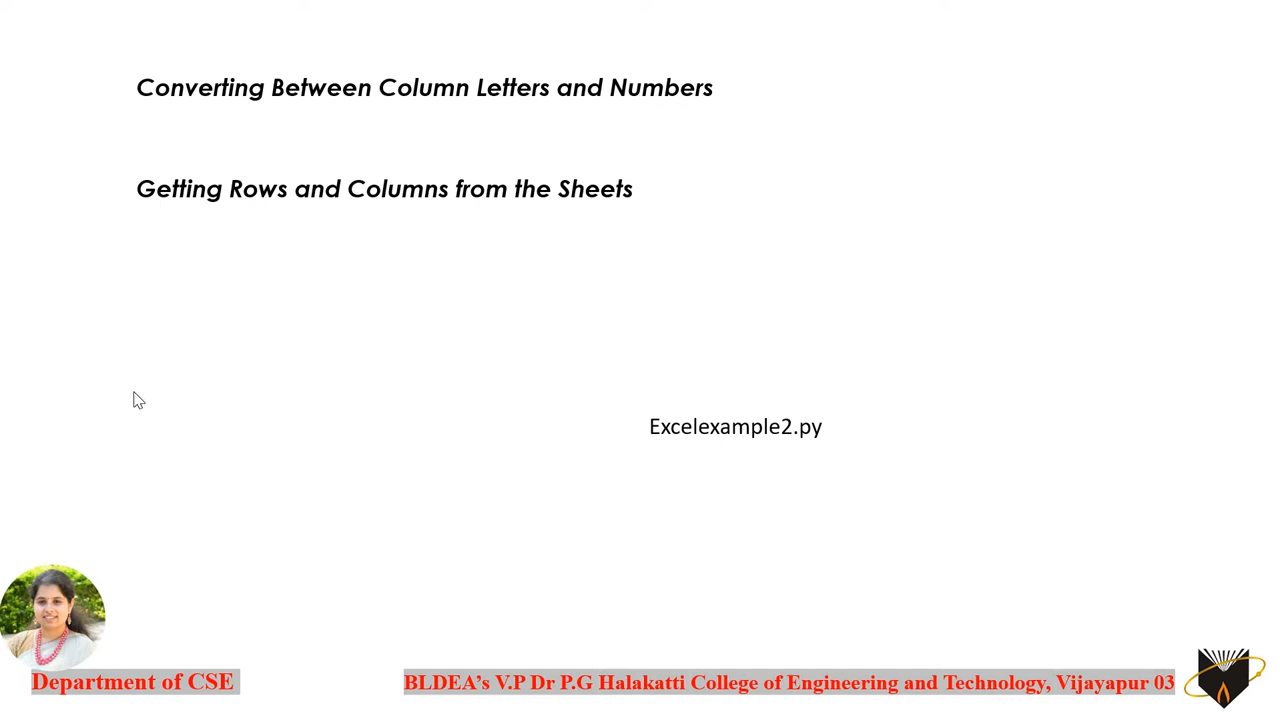 Converting Between Column Letters and Numbers
Getting Rows and Columns from the Sheets
Excelexample2.py
Department of CSE
BLDEA’s V.P Dr P.G Halakatti College of Engineering and Technology, Vijayapur 03